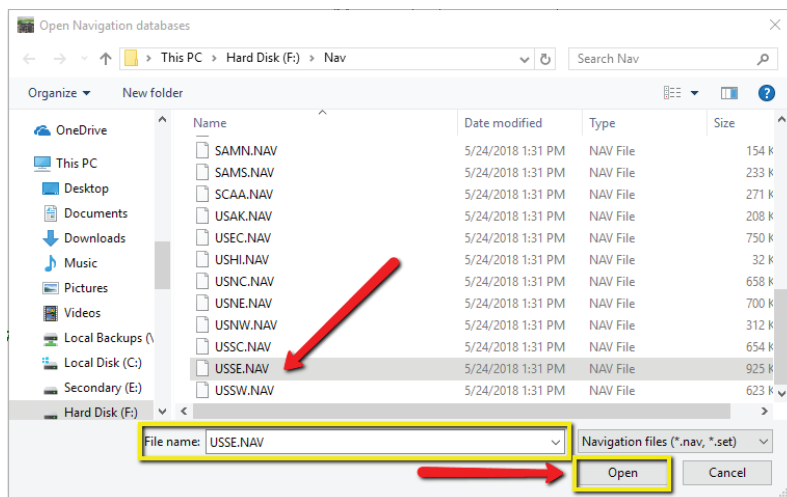 Open Navigation databases
This PC > Hard Disk (F:) > Nav
Search Nav
Organize
New folder
Name
Date modified
Type
Size
OneDrive
This PC
Desktop
Documents
Downloads
Music
Pictures
Videos
Local Backups (\
Local Disk (C:)
Secondary (E:)
Hard Disk (F:)
SAMN.NAV 5/24/2018 1:31 PM NAV File 154 K
SAMS.NAV 5/24/2018 1:31 PM NAV File 233 K
SCAA.NAV 5/24/2018 1:31 PM NAV File 271 K
USAK.NAV 5/24/2018 1:31 PM NAV File 208 K
USEC.NAV 5/24/2018 1:31 PM NAV File 750 K
USHI.NAV 5/24/2018 1:31 PM NAV File 32 K
USNC.NAV 5/24/2018 1:31 PM NAV File 658 K
USNE.NAV 5/24/2018 1:31 PM NAV File 700 K
USNW.NAV 5/24/2018 1:31 PM NAV File 312 K
USSC.NAV 5/24/2018 1:31 PM NAV File 654 K
USSE.NAV 5/24/2018 1:31 PM NAV File 925 K
USSW.NAV 5/24/2018 1:31 PM NAV File 623 K
File name: USSE.NAV
Navigation files (*.nav, *.set)
Open
Cancel